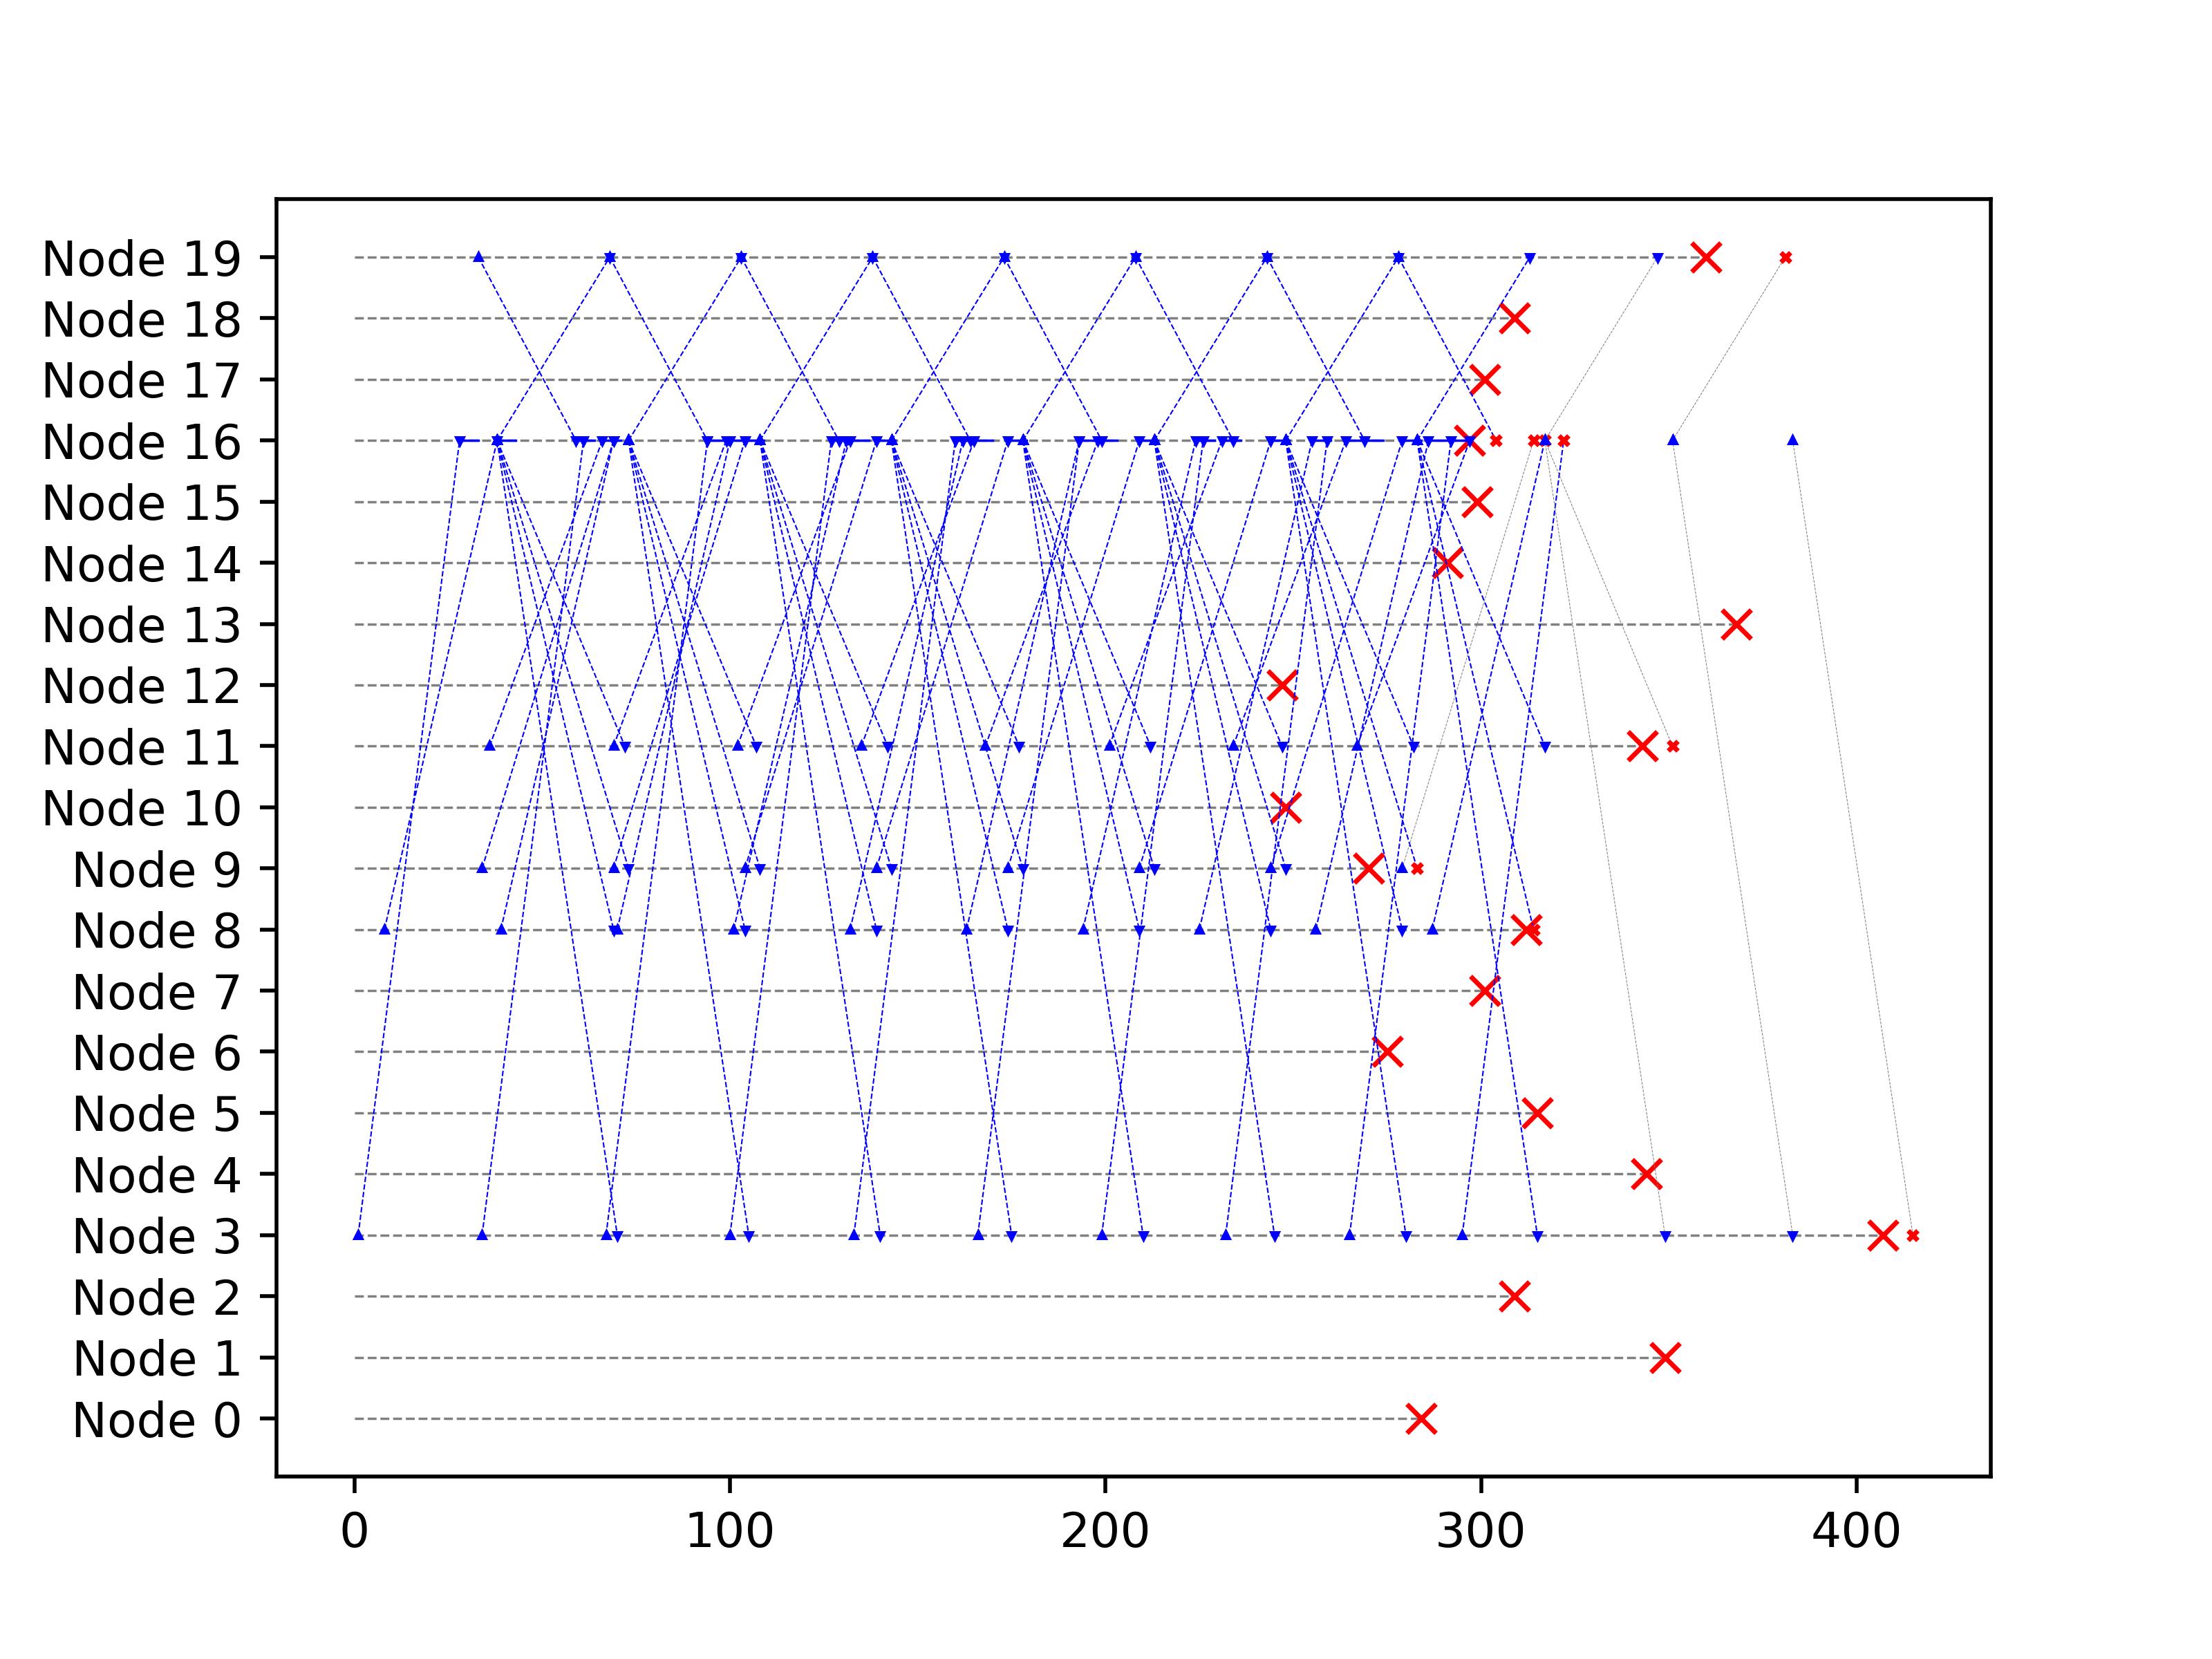 Node 19
Node 18
Node 17
Node 16
Node 15
Node 14
Node 13
Node 12
Node 11
Node 10
Node 9
Node 8
Node 7
Node 6
Node 5
Node 4
Node 3
Node 2
Node 1
Node 0
0 100 200 300 400